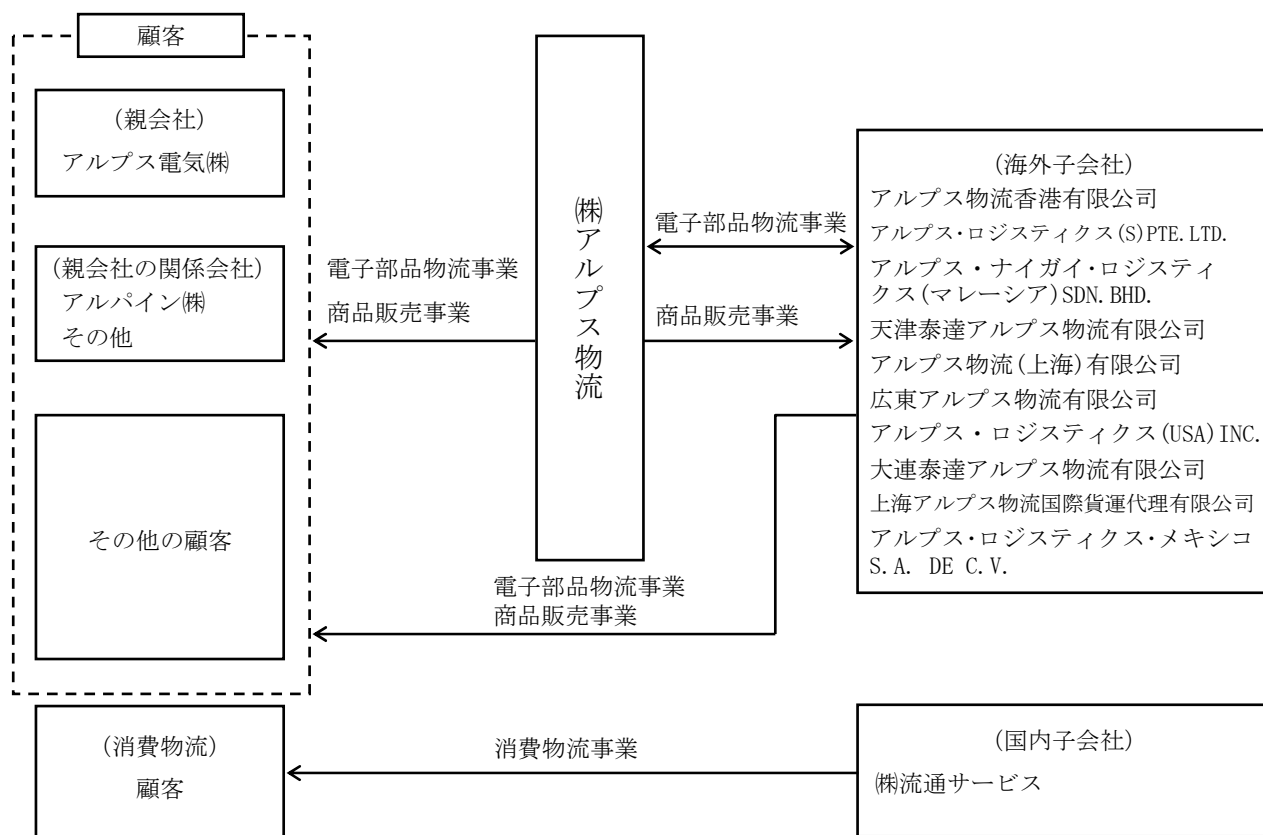 顧客
(親会社)
アルプス電気㈱
(親会社の関係会社)
アルパイン㈱
その他
その他の顧客
電子部品物流事業
商品販売事業
㈱アルプス物流
電子部品物流事業
商品販売事業
(海外子会社)
アルプス物流香港有限公司
アルプス・ロジスティクス(S)PTE.LTD.
アルプス・ナイガイ・ロジスティ
クス(マレーシア)SDN.BHD.
天津泰達アルプス物流有限公司
アルプス物流(上海)有限公司
広東アルプス物流有限公司
アルプス・ロジスティクス(USA)INC.
大連泰達アルプス物流有限公司
上海アルプス物流国際貨運代理有限公司
アルプス・ロジスティクス・メキシコ
S.A. DE C.V.
電子部品物流事業
商品販売事業
(消費物流)
顧客
消費物流事業
(国内子会社)
㈱流通サービス